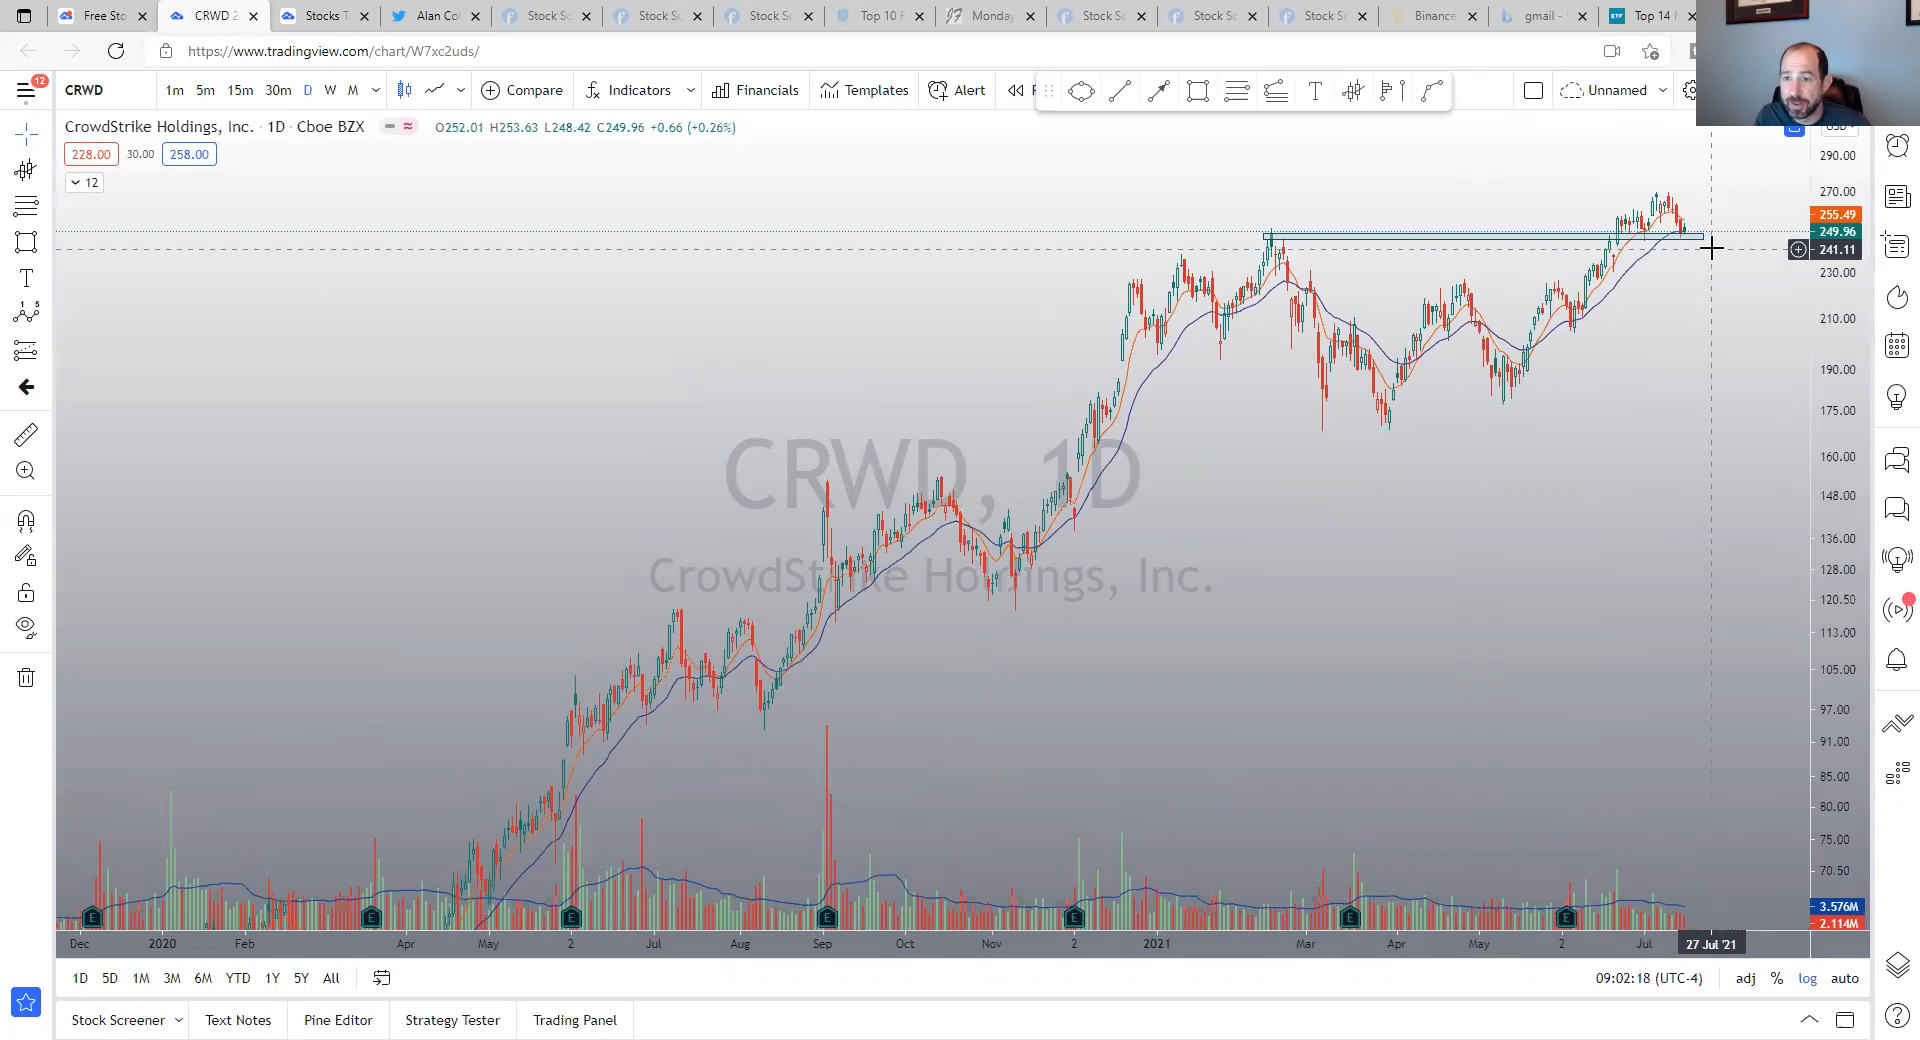 Free Sto
CRWD 2
Stocks T
Alan Co
Stock Sc
Stock Sc
Stock Sc
Top 10 F
Monday
Stock Sc
Stock Sc
Stock Sc
Binance
gmail -
ETF
Top 14
https://www.tradingview.com/chart/W7xc2uds/
12
CRWD
1m 5m 15m 30m D W M
Compare
Indicators
Financials
Templates
Alert
T
Unnamed
CrowdStrike Holdings, Inc. · 1D · Cboe BZX
O252.01 H253.63 L248.42 C249.96 +0.66 (+0.26%)
228.00 30.00 258.00
12
USD
290.00
270.00
255.49
249.96
241.11
230.00
210.00
190.00
175.00
160.00
148.00
136.00
128.00
120.50
113.00
105.00
97.00
91.00
85.00
80.00
75.00
70.50
3.576M
2.114M
CRWD, 1D
CrowdStrike Holdings, Inc.
E E E E E E E
Dec 2020 Feb Apr May 2 Jul Aug Sep Oct Nov 2 2021 Mar Apr May 2 Jul 27 Jul '21
1D 5D 1M 3M 6M YTD 1Y 5Y All
09:02:18 (UTC-4) adj % log auto
Stock Screener
Text Notes
Pine Editor
Strategy Tester
Trading Panel